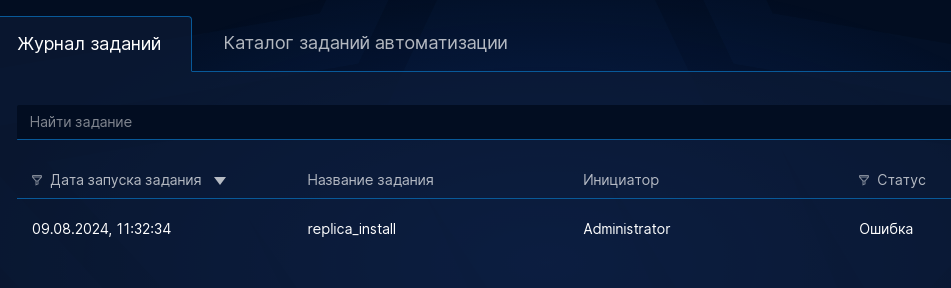 Журнал заданий
Каталог заданий автоматизации
Найти задание
Дата запуска задания Название задания Инициатор Статус
09.08.2024, 11:32:34 replica_install Administrator Ошибка